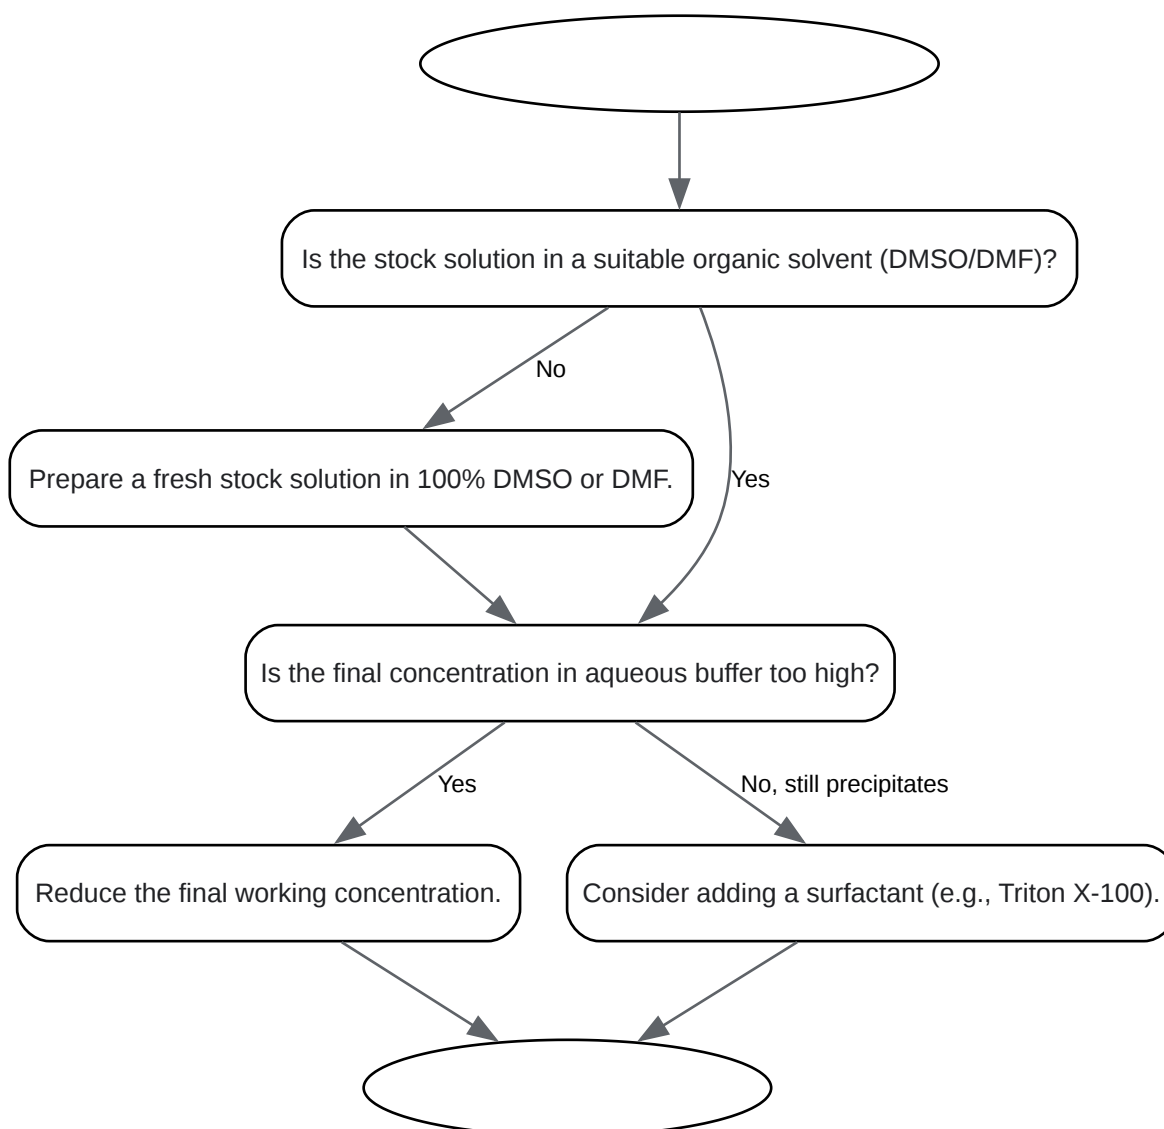 Is the stock solution in a suitable organic solvent (DMSO/DMF)?
No
Prepare a fresh stock solution in 100% DMSO or DMF.
Yes
Is the final concentration in aqueous buffer too high?
Yes
No, still precipitates
Reduce the final working concentration.
Consider adding a surfactant (e.g., Triton X-100).